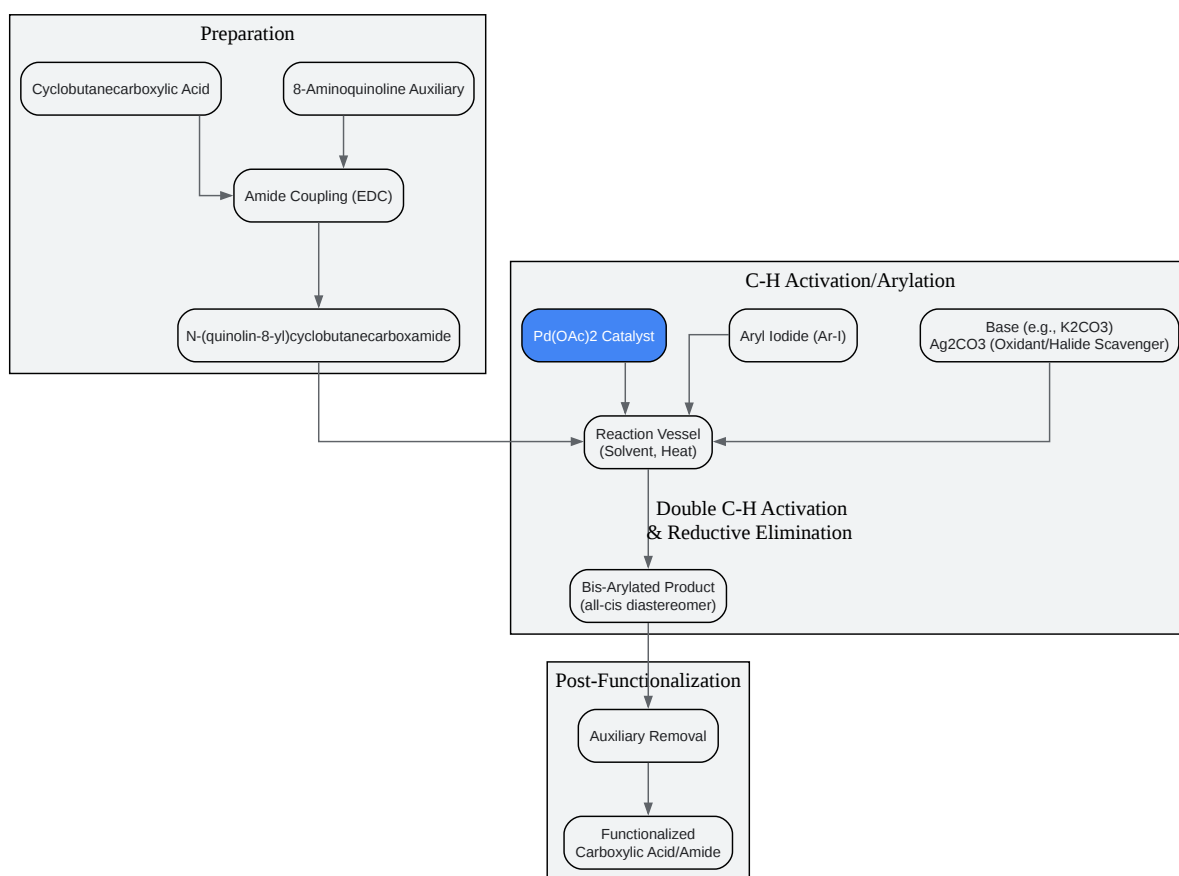 Preparation
Cyclobutanecarboxylic Acid
8-Aminoquinoline Auxiliary
Amide Coupling (EDC)
N-(quinolin-8-yl)cyclobutanecarboxamide
C-H Activation/Arylation
Pd(OAc)2 Catalyst
Aryl Iodide (Ar-I)
Base (e.g., K2CO3)
Ag2CO3 (Oxidant/Halide Scavenger)
Reaction Vessel
(Solvent, Heat)
Double C-H Activation
& Reductive Elimination
Bis-Arylated Product
(all-cis diastereomer)
Post-Functionalization
Auxiliary Removal
Functionalized
Carboxylic Acid/Amide